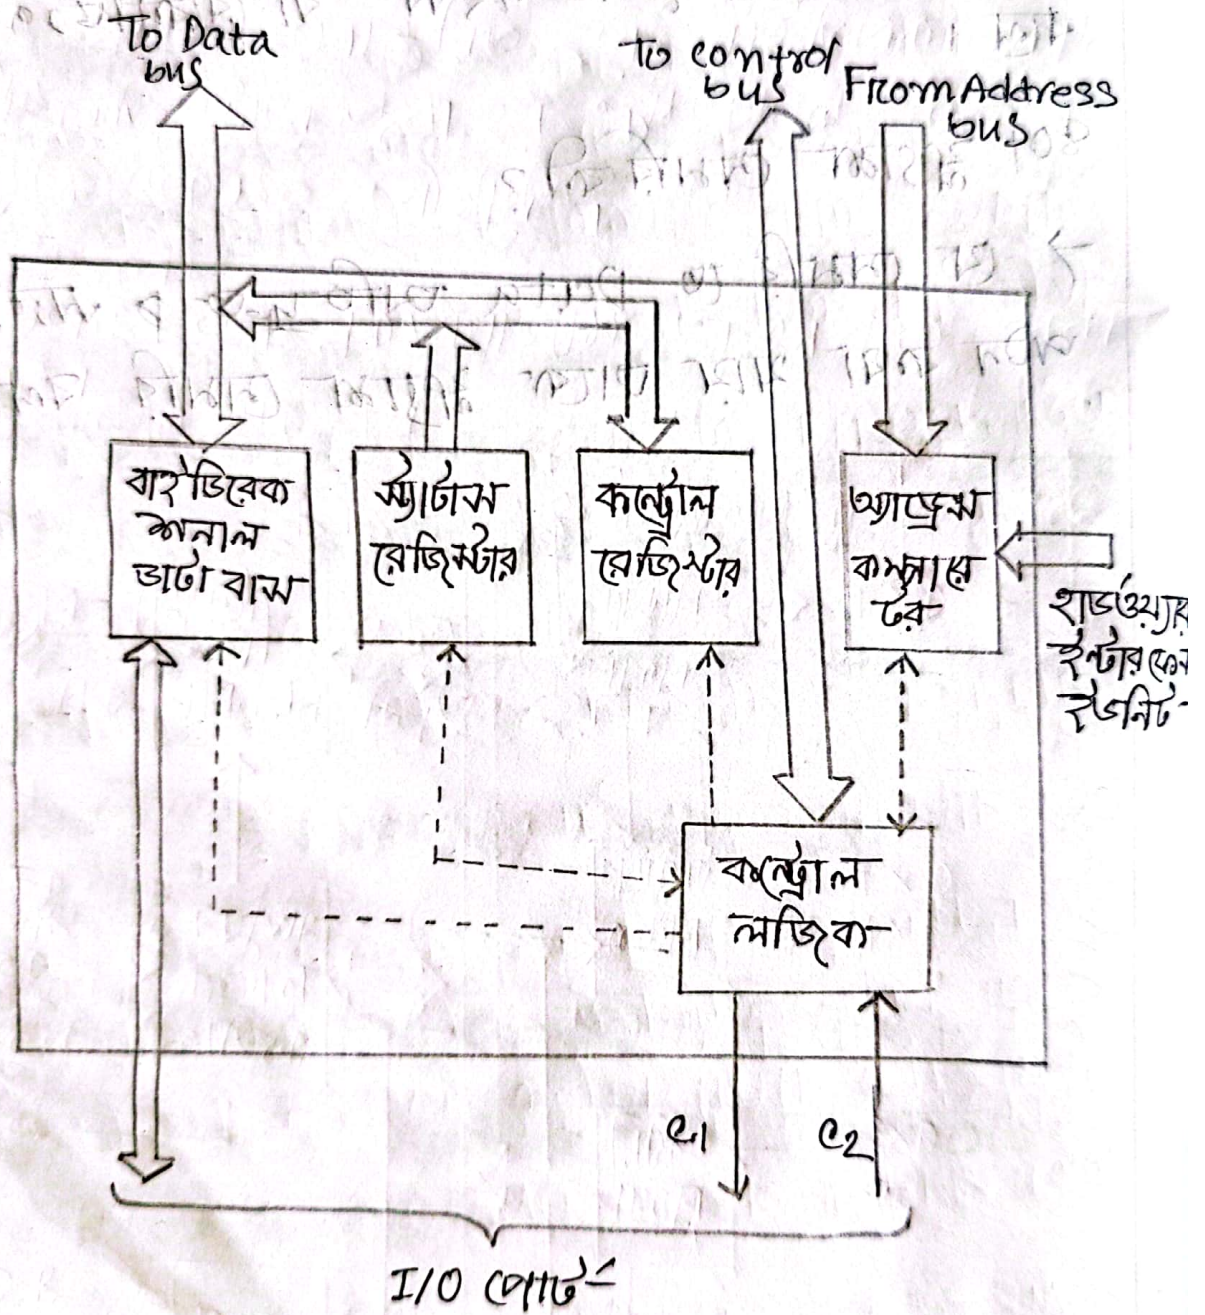 To Data
bus
To control
bus
From Address
bus
বাইডিরেক
শনাল
ডাটা বাস
স্ট্যাটাস
রেজিস্টার
কন্ট্রোল
রেজিস্টার
অ্যাড্রেস
কম্পারে
টর
হার্ডওয়্যার
ইন্টারফেস
ইউনিট
কন্ট্রোল
লজিক
C1
C2
I/O পোর্ট